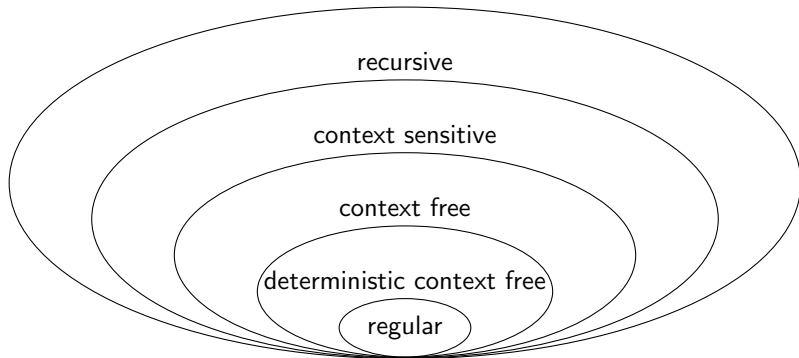 recursive
context sensitive
context free
deterministic context free
regular